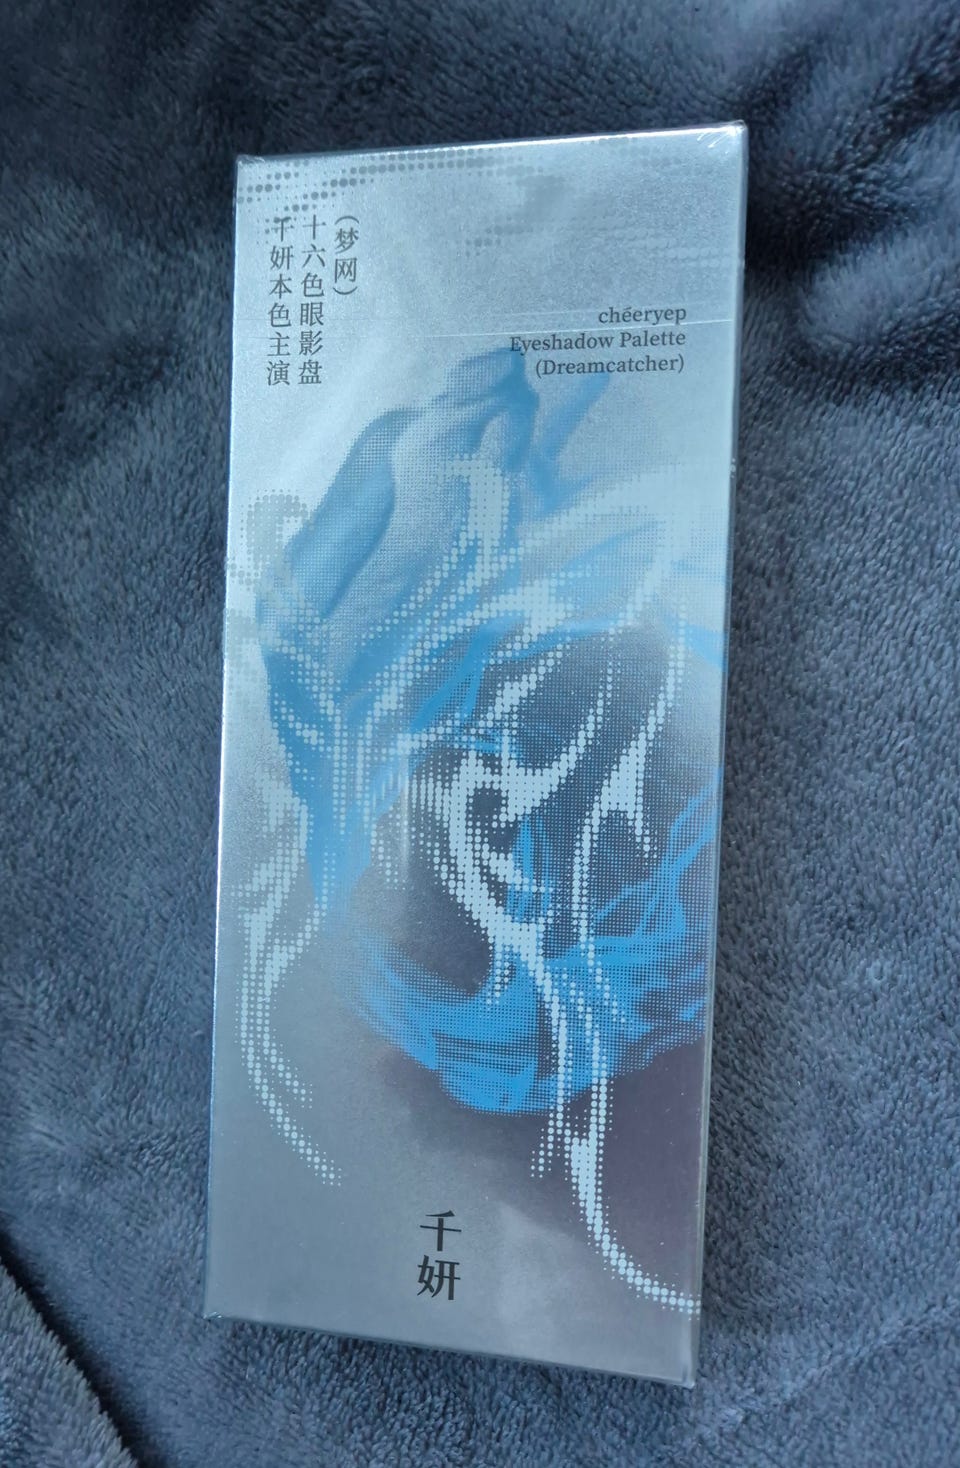 千妍本色主演
十六色眼影盘
(梦网)
chéeryep
Eyeshadow Palette
(Dreamcatcher)
千妍